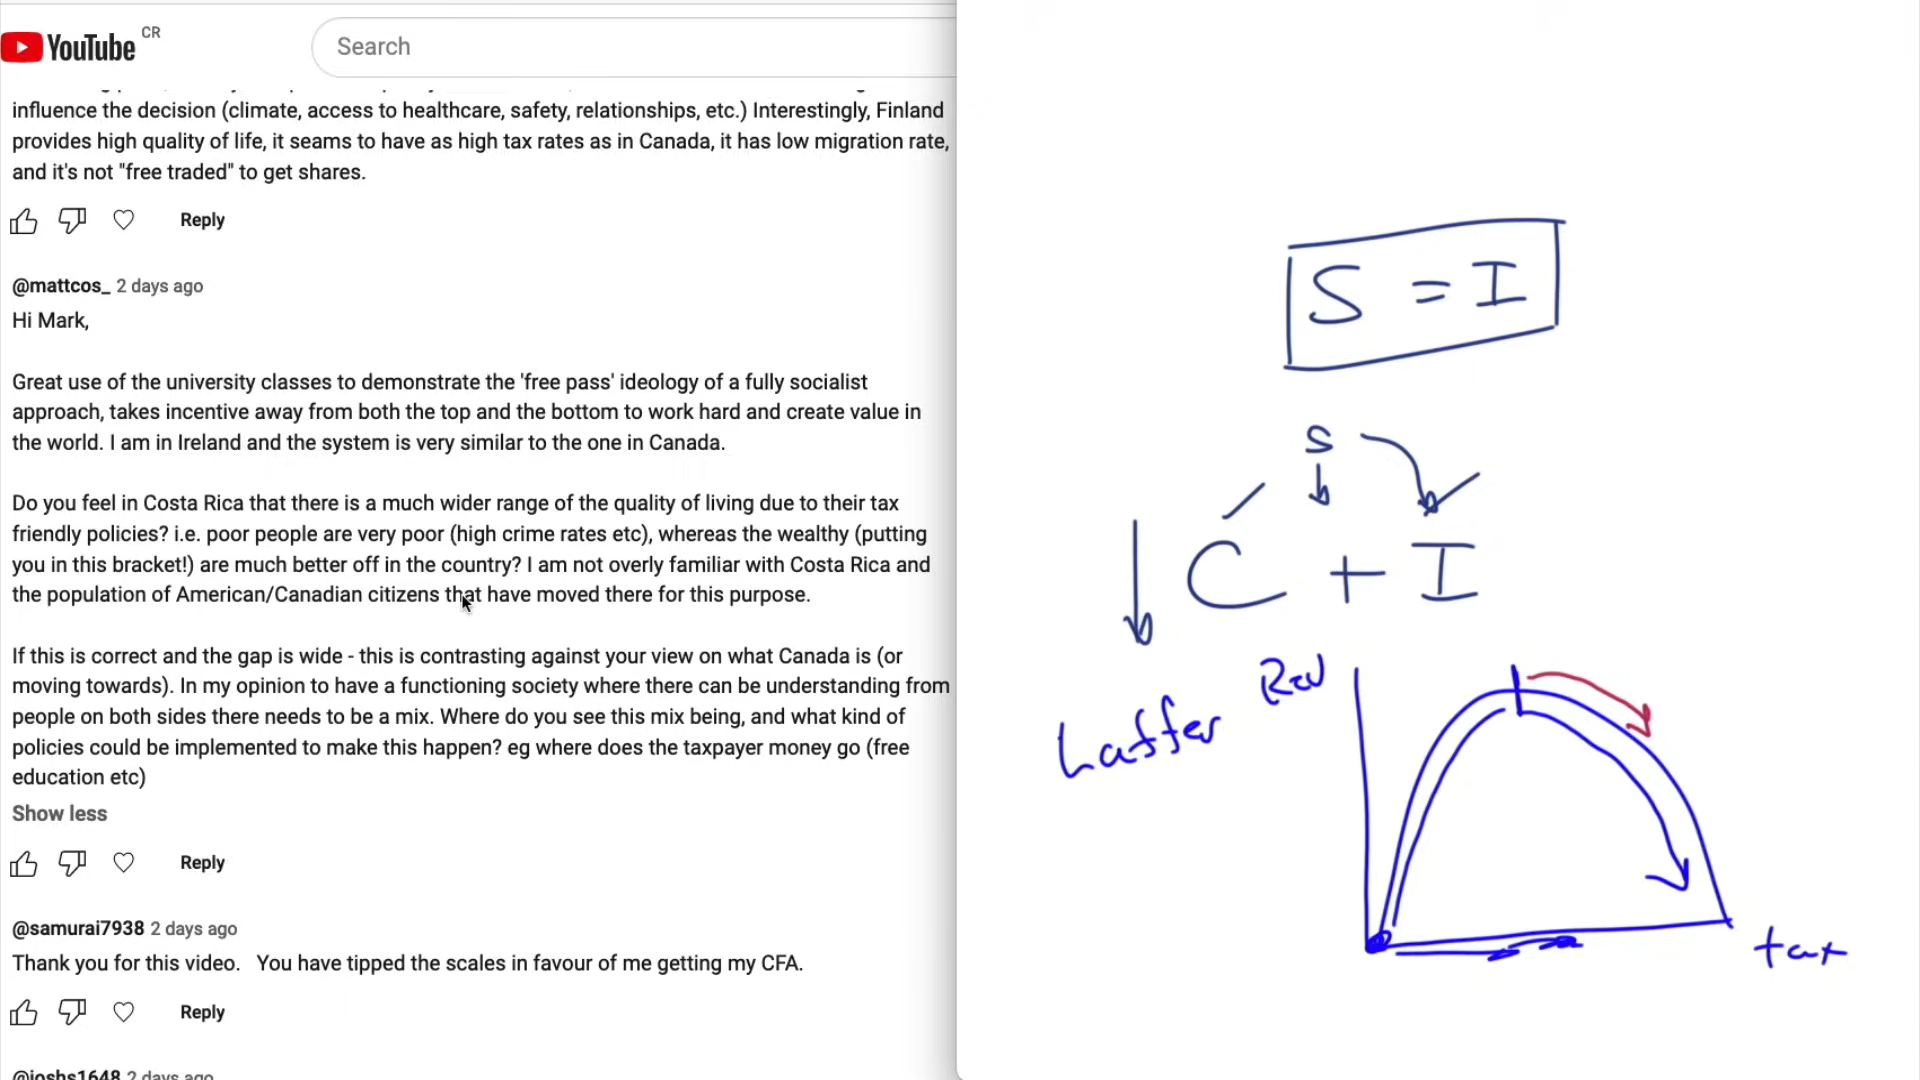 YouTube CR
Search
influence the decision (climate, access to healthcare, safety, relationships, etc.) Interestingly, Finland
provides high quality of life, it seams to have as high tax rates as in Canada, it has low migration rate,
and it's not "free traded" to get shares.
Reply
@mattcos_ 2 days ago
Hi Mark,
Great use of the university classes to demonstrate the 'free pass' ideology of a fully socialist
approach, takes incentive away from both the top and the bottom to work hard and create value in
the world. I am in Ireland and the system is very similar to the one in Canada.
Do you feel in Costa Rica that there is a much wider range of the quality of living due to their tax
friendly policies? i.e. poor people are very poor (high crime rates etc), whereas the wealthy (putting
you in this bracket!) are much better off in the country? I am not overly familiar with Costa Rica and
the population of American/Canadian citizens that have moved there for this purpose.
If this is correct and the gap is wide - this is contrasting against your view on what Canada is (or
moving towards). In my opinion to have a functioning society where there can be understanding from
people on both sides there needs to be a mix. Where do you see this mix being, and what kind of
policies could be implemented to make this happen? eg where does the taxpayer money go (free
education etc)
Show less
Reply
@samurai7938 2 days ago
Thank you for this video. You have tipped the scales in favour of me getting my CFA.
Reply
@joshs1648 2 days ago
S = I
S
C + I
Rev
Laffer
tax